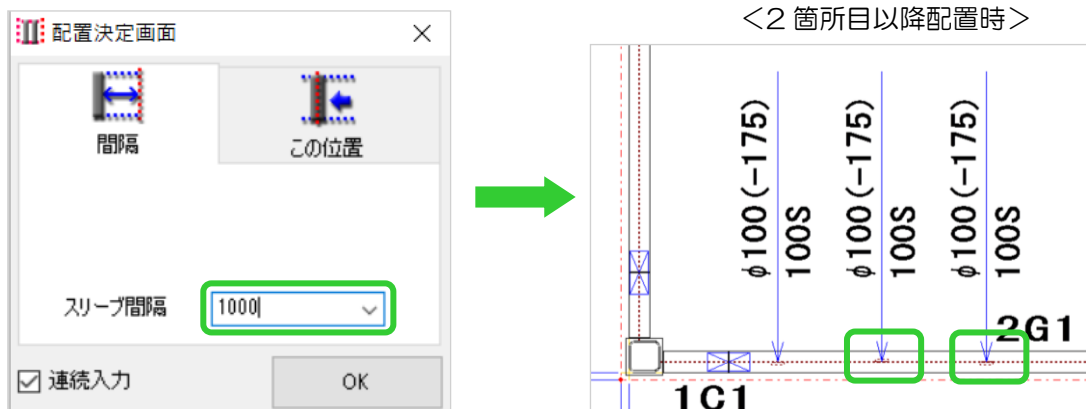 配置決定画面
間隔
この位置
スリーブ間隔
1000
連続入力
OK
<2箇所目以降配置時>
φ100(-175)
100S
φ100(-175)
100S
φ100(-175)
100S
2G1
1C1